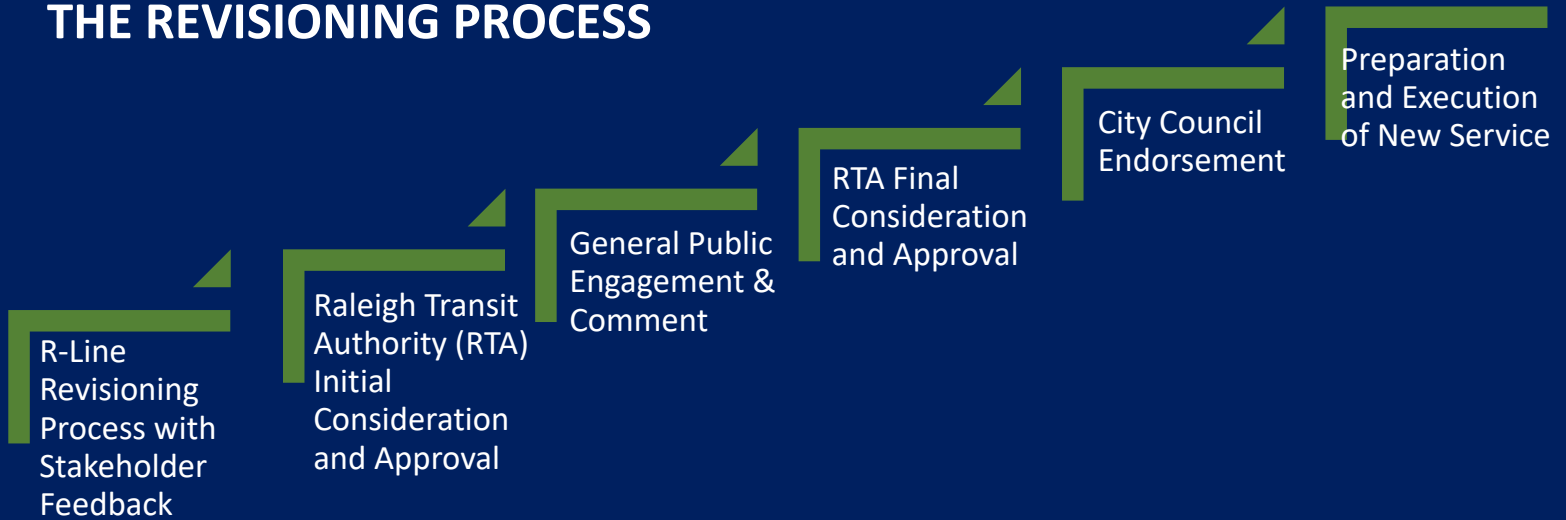 THE REVISIONING PROCESS
R-Line
Revisioning
Process with
Stakeholder
Feedback
Raleigh Transit
Authority (RTA)
Initial
Consideration
and Approval
General Public
Engagement &
Comment
RTA Final
Consideration
and Approval
City Council
Endorsement
Preparation
and Execution
of New Service